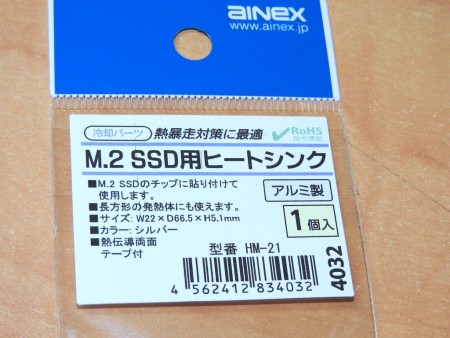 aINEX
www.ainex.jp
冷却パーツ 熱暴走対策に最適
RoHS
M.2 SSD用ヒートシンク
■M.2 SSDのチップに貼り付けて
使用します。
アルミ製
■長方形の発熱体にも使えます。
■サイズ: W22×D66.5×H5.1mm
1個入
■カラー: シルバー
■熱伝導両面
テープ付
型番 HM-21
4 562412 834032
4032